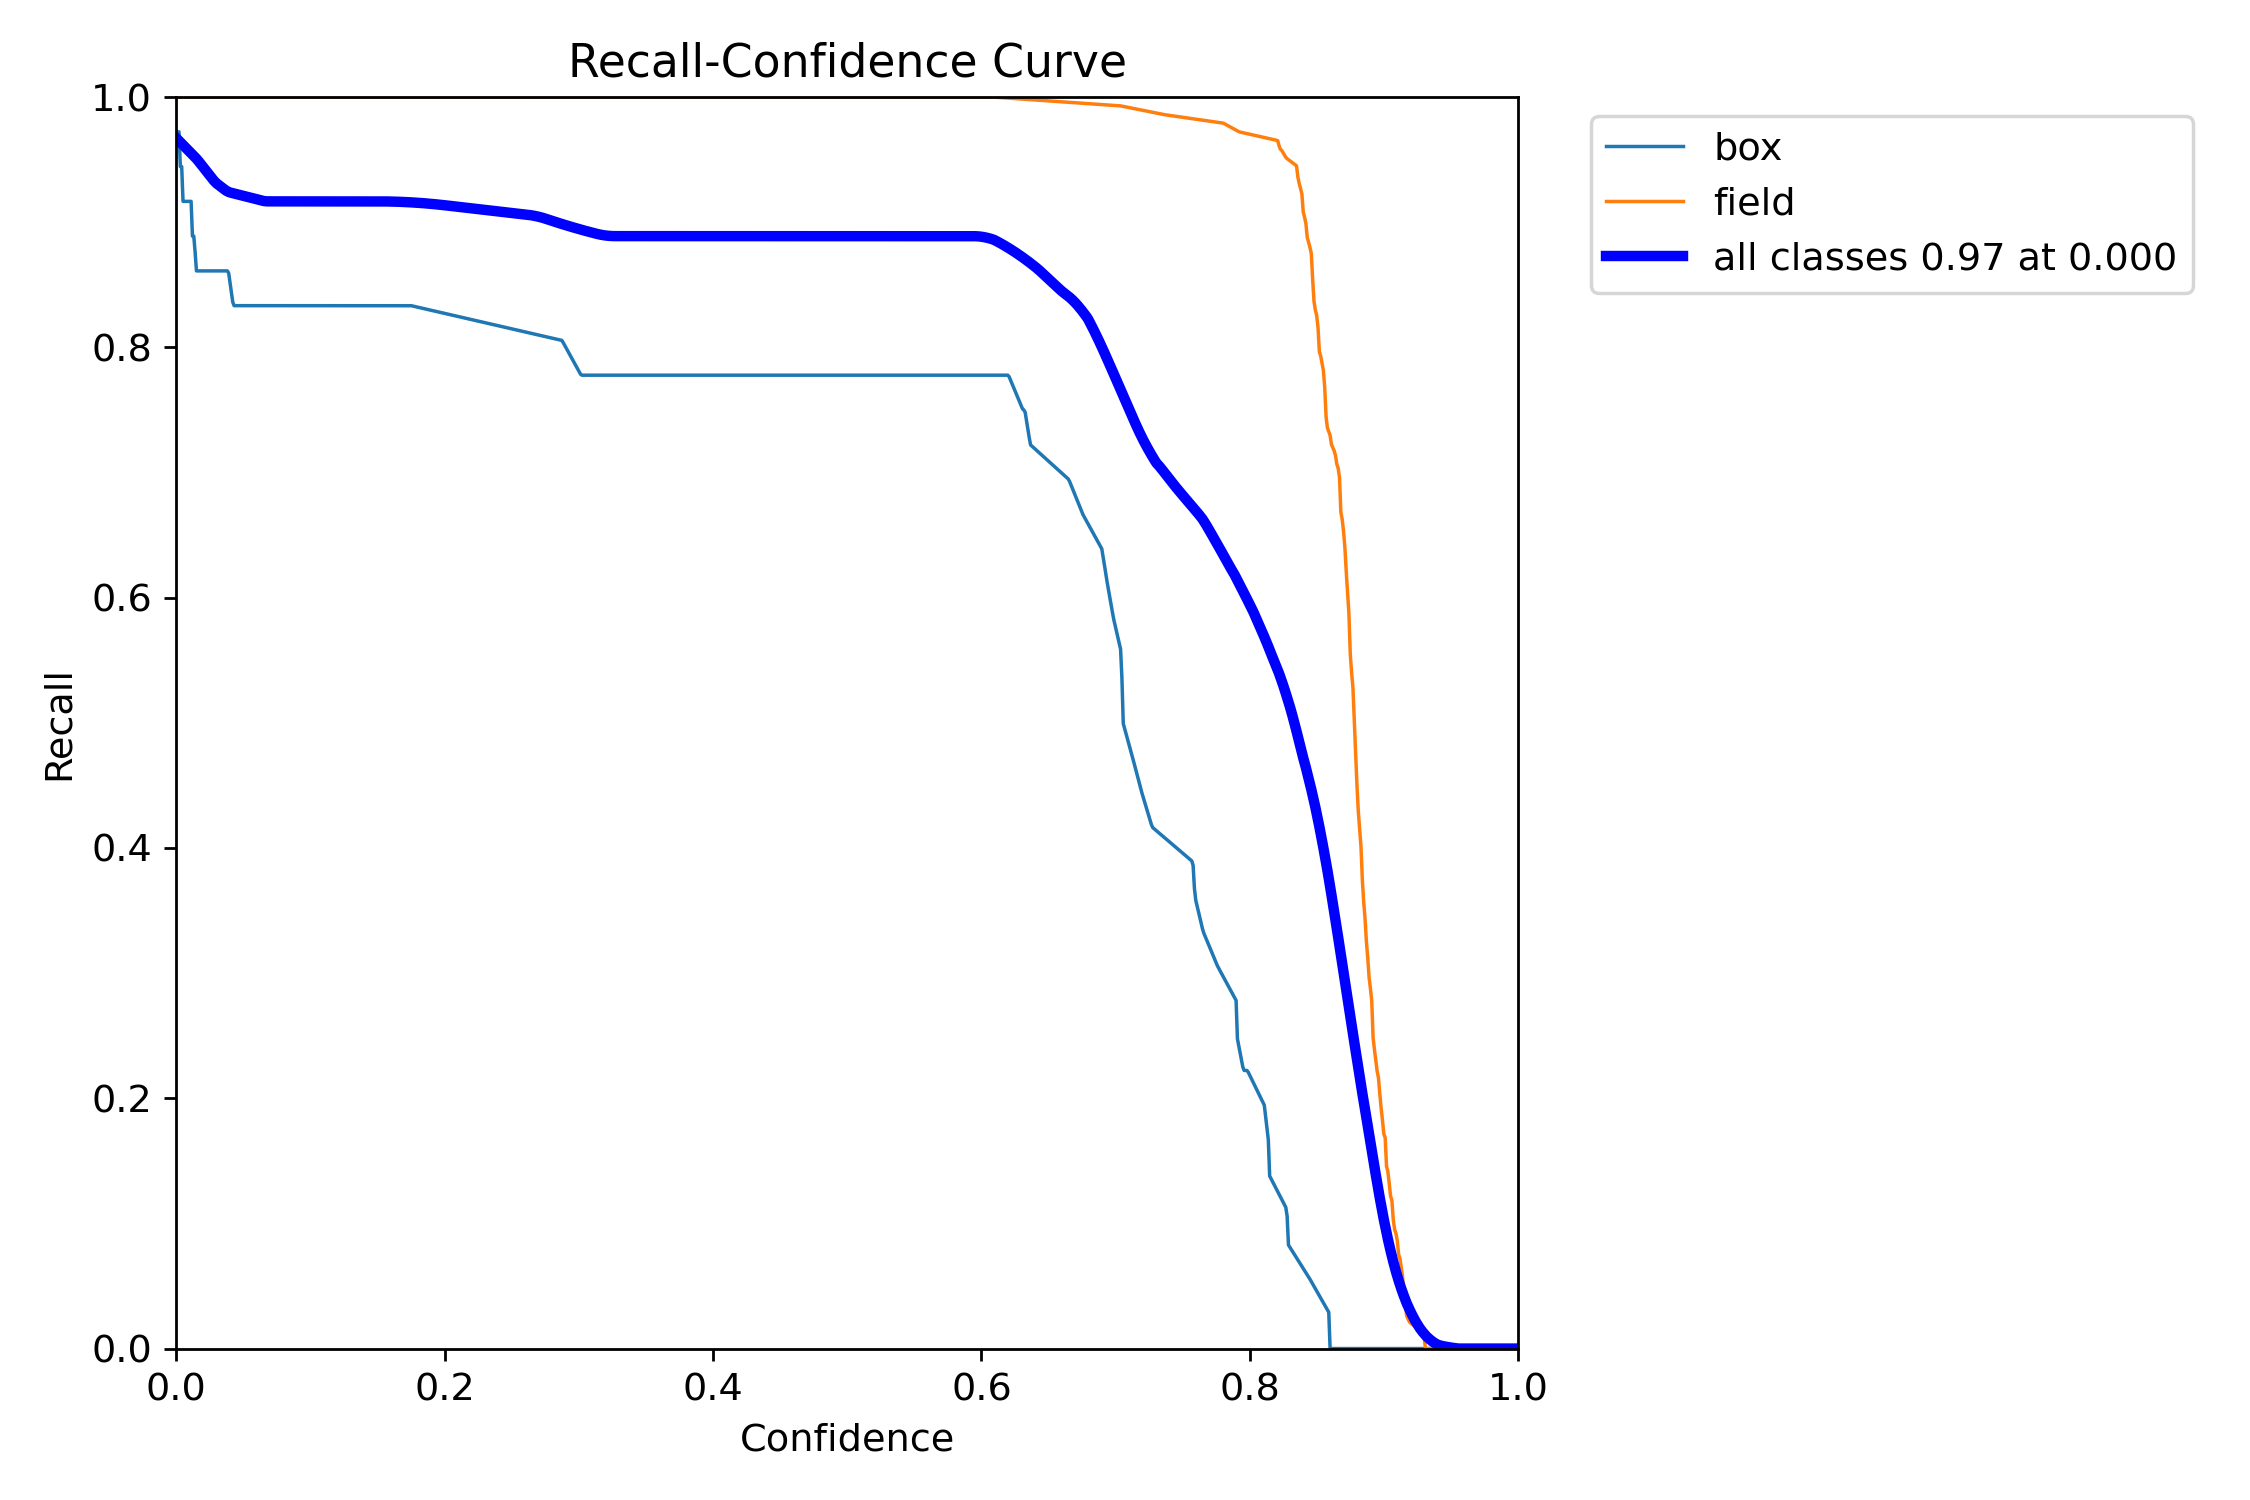 Recall-Confidence Curve
1.0
0.8
0.6
0.4
0.2
0.0
Recall
0.0 0.2 0.4 0.6 0.8 1.0
Confidence
box
field
all classes 0.97 at 0.000